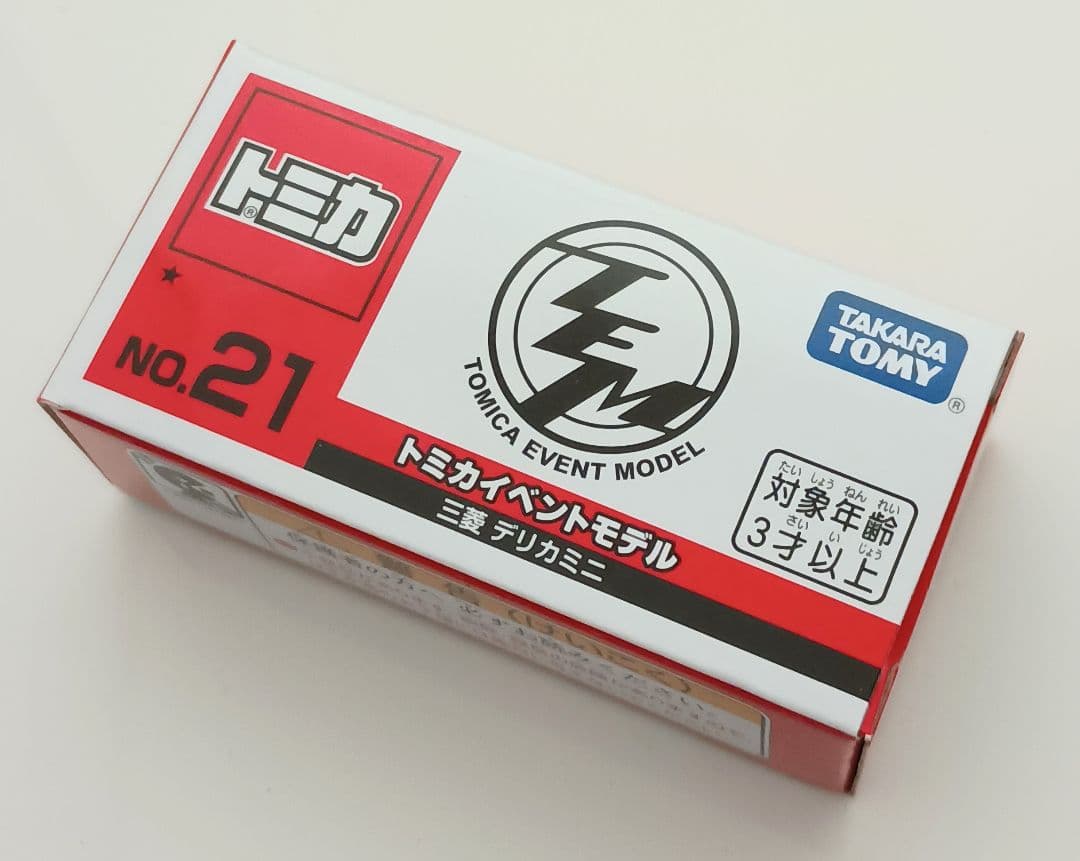 トミカ
®
★
NO.21
TEM
TOMICA EVENT MODEL
TAKARA
TOMY
®
トミカイベントモデル
三菱 デリカミニ
たいしょうねんれい
対象年齢
さい い じょう
3才以上